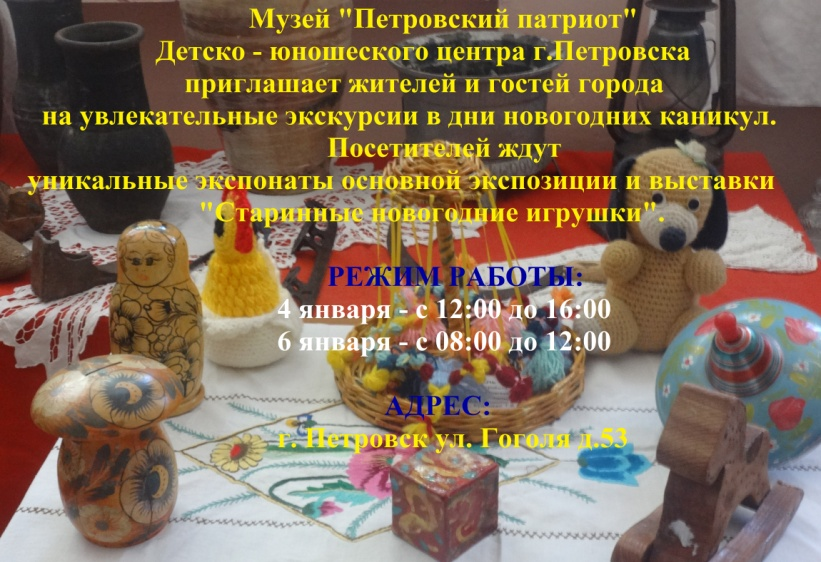 Музей "Петровский патриот"
Детско - юношеского центра г.Петровска
приглашает жителей и гостей города
на увлекательные экскурсии в дни новогодних каникул.
Посетителей ждут
уникальные экспонаты основной экспозиции и выставки
"Старинные новогодние игрушки".
РЕЖИМ РАБОТЫ:
4 января - с 12:00 до 16:00
6 января - с 08:00 до 12:00
АДРЕС:
г. Петровск ул. Гоголя д.53